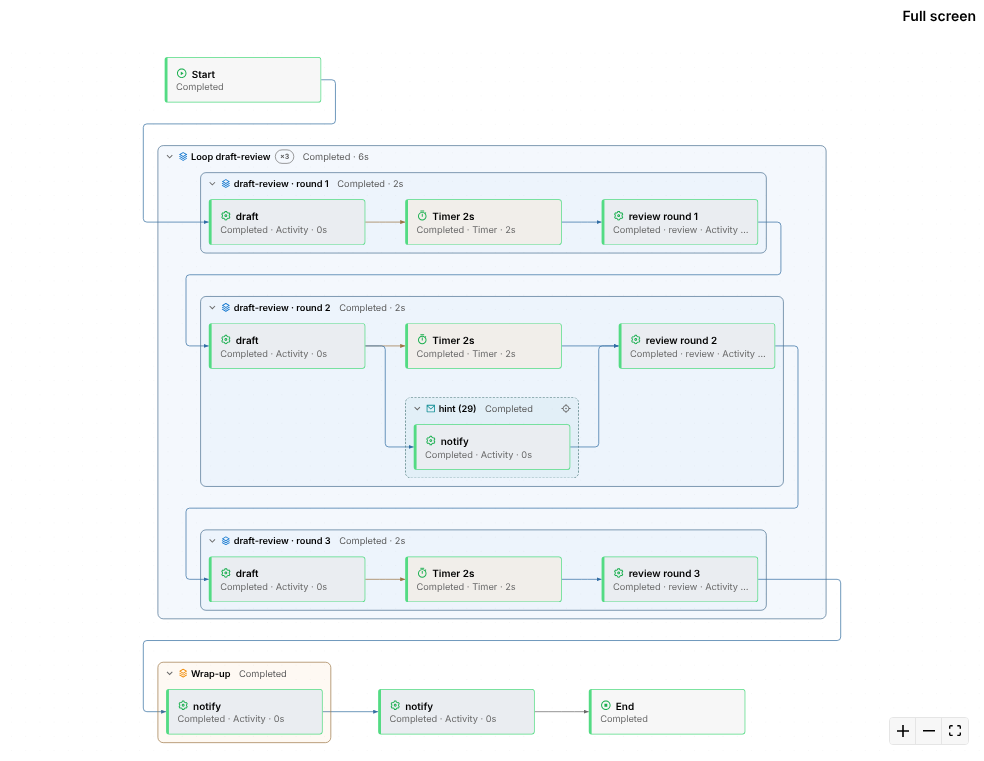 Full screen
Start
Completed
Loop draft-review ×3 Completed · 6s
draft-review · round 1 Completed · 2s
draft
Completed · Activity · 0s
Timer 2s
Completed · Timer · 2s
review round 1
Completed · review · Activity ...
draft-review · round 2 Completed · 2s
draft
Completed · Activity · 0s
Timer 2s
Completed · Timer · 2s
review round 2
Completed · review · Activity ...
hint (29) Completed
notify
Completed · Activity · 0s
draft-review · round 3 Completed · 2s
draft
Completed · Activity · 0s
Timer 2s
Completed · Timer · 2s
review round 3
Completed · review · Activity ...
Wrap-up Completed
notify
Completed · Activity · 0s
notify
Completed · Activity · 0s
End
Completed